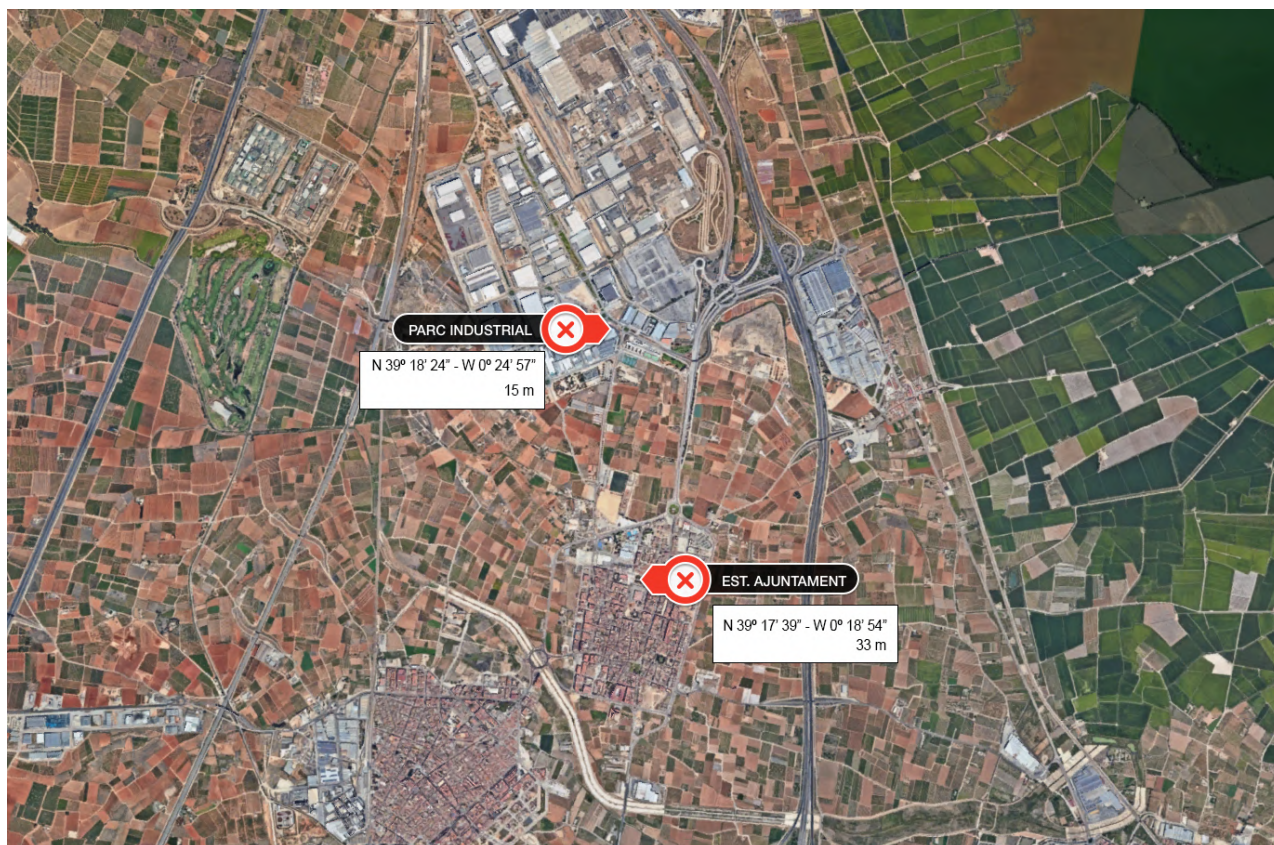 PARC INDUSTRIAL
N 39º 18' 24" - W 0º 24' 57"
15 m
EST. AJUNTAMENT
N 39º 17' 39" - W 0º 18' 54"
33 m